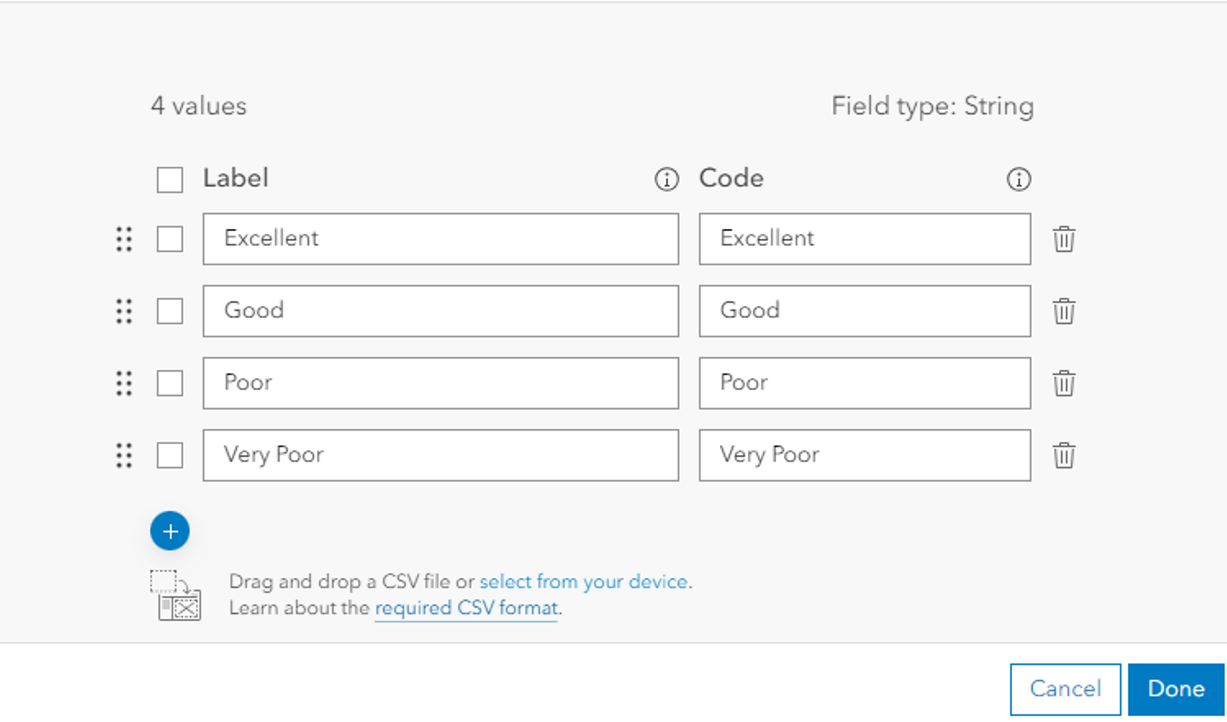 4 values
Field type: String
Label
Code
Excellent
Excellent
Good
Good
Poor
Poor
Very Poor
Very Poor
Drag and drop a CSV file or select from your device.
Learn about the required CSV format.
Cancel
Done